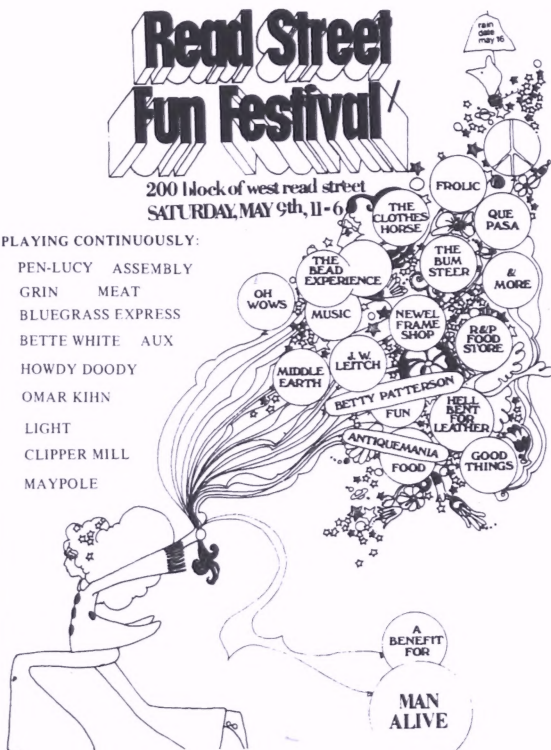 Read Street
Fun Festival
rain
date
may 16
200 block of west read street
SATURDAY, MAY 9th, 11-6
PLAYING CONTINUOUSLY:
PEN-LUCY ASSEMBLY
GRIN MEAT
BLUEGRASS EXPRESS
BETTE WHITE AUX
HOWDY DOODY
OMAR KIHN
LIGHT
CLIPPER MILL
MAYPOLE
FROLIC
THE
CLOTHES
HORSE
QUE
PASA
THE
BEAD
EXPERIENCE
THE
BUM
STEER
&
MORE
OH
WOWS
MUSIC
NEWEL
FRAME
SHOP
R&P
FOOD
STORE
MIDDLE
EARTH
J.W.
LEITCH
BETTY PATTERSON
FUN
HELL
BENT
FOR
LEATHER
ANTIQUEMANIA
FOOD
GOOD
THINGS
A
BENEFIT
FOR
MAN
ALIVE